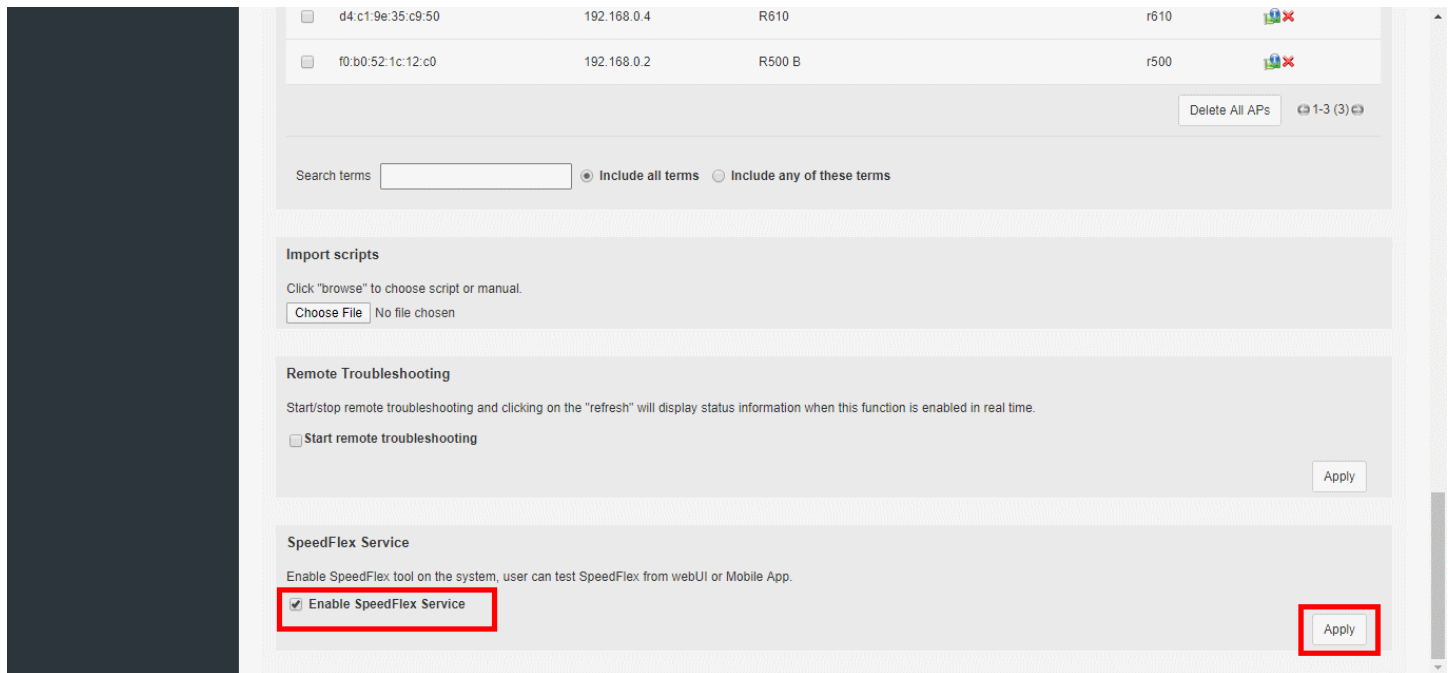 d4:c1:9e:35:c9:50 192.168.0.4 R610 r610
f0:b0:52:1c:12:c0 192.168.0.2 R500 B r500
Delete All APs 1-3 (3)
Search terms Include all terms Include any of these terms
Import scripts
Click "browse" to choose script or manual.
Choose File No file chosen
Remote Troubleshooting
Start/stop remote troubleshooting and clicking on the "refresh" will display status information when this function is enabled in real time.
Start remote troubleshooting
Apply
SpeedFlex Service
Enable SpeedFlex tool on the system, user can test SpeedFlex from webUI or Mobile App.
Enable SpeedFlex Service
Apply